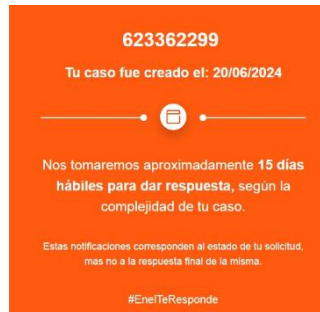 623362299
Tu caso fue creado el: 20/06/2024
Nos tomaremos aproximadamente 15 días
hábiles para dar respuesta, según la
complejidad de tu caso.
Estas notificaciones corresponden al estado de tu solicitud,
mas no a la respuesta final de la misma.
#EnelTeResponde